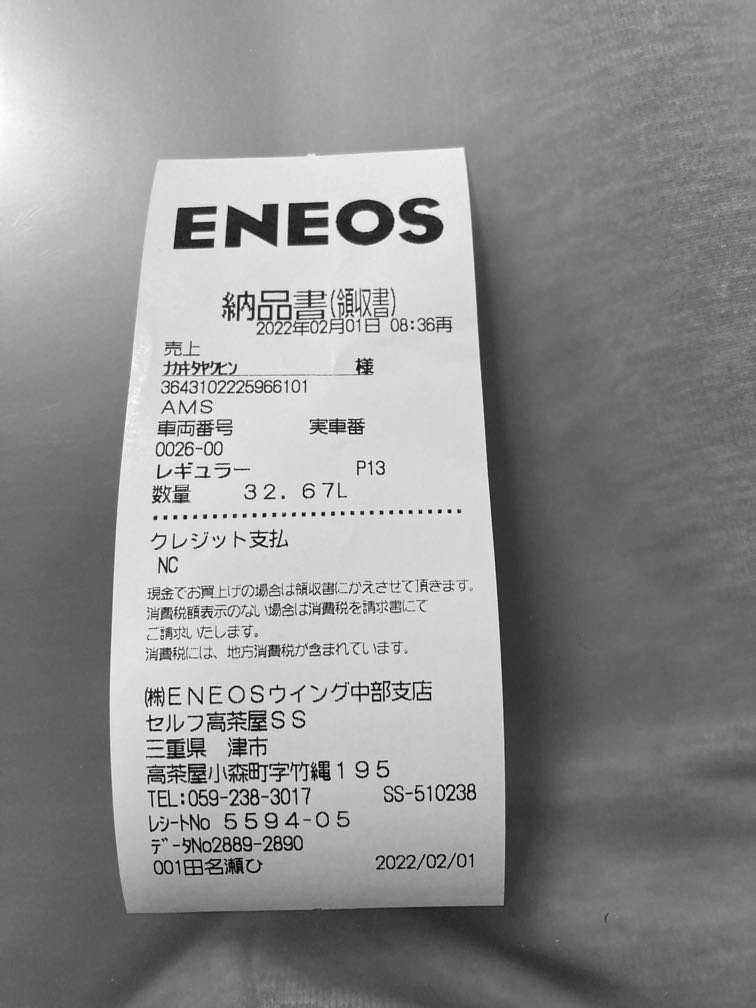 ENEOS
納品書(領収書)
2022年02月01日 08:36再
売上
ナカキタヤクヒン 様
3643102225966101
AMS
車両番号 実車番
0026-00
レギュラー P13
数量 32.67L
クレジット支払
NC
現金でお買上げの場合は領収書にかえさせて頂きます。
消費税額表示のない場合は消費税を請求書にて
ご請求いたします。
消費税には、地方消費税が含まれています。
(株)ENEOSウイング中部支店
セルフ高茶屋SS
三重県 津市
高茶屋小森町字竹縄195
TEL:059-238-3017 SS-510238
レシートNo 5594-05
データNo2889-2890
001田名瀬ひ 2022/02/01